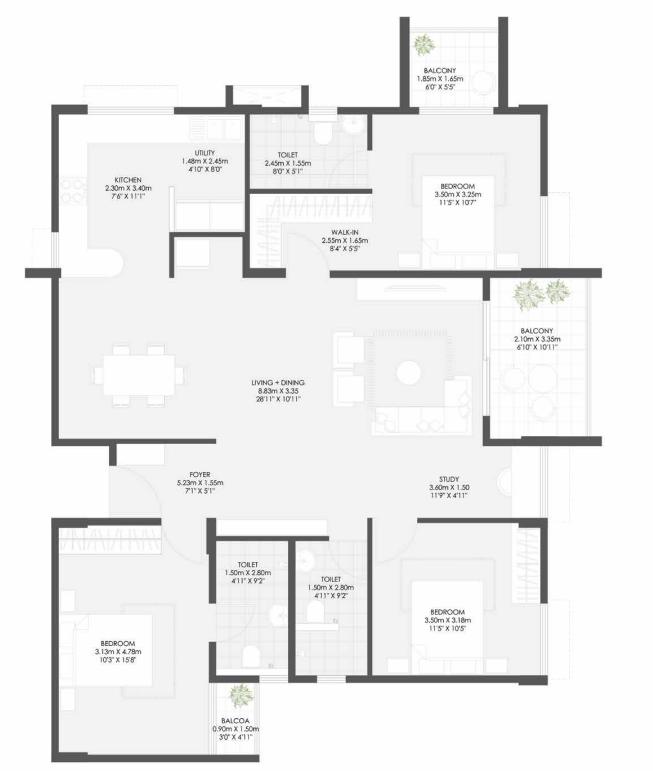 BALCONY
1.85m X 1.65m
6'0" X 5'5"
UTILITY
1.48m X 2.45m
4'10" X 8'0"
TOILET
2.45m X 1.55m
8'0" X 5'1"
KITCHEN
2.30m X 3.40m
7'6" X 11'1"
BEDROOM
3.50m X 3.25m
11'5" X 10'7"
WALK-IN
2.55m X 1.65m
8'4" X 5'5"
BALCONY
2.10m X 3.35m
6'10" X 10'11"
LIVING + DINING
8.83m X 3.35
28'11" X 10'11"
FOYER
5.23m X 1.55m
7'1" X 5'1"
STUDY
3.60m X 1.50
11'9" X 4'11"
TOILET
1.50m X 2.80m
4'11" X 9'2"
TOILET
1.50m X 2.80m
4'11" X 9'2"
BEDROOM
3.50m X 3.18m
11'5" X 10'5"
BEDROOM
3.13m X 4.78m
10'3" X 15'8"
BALCOA
0.90m X 1.50m
3'0" X 4'11"